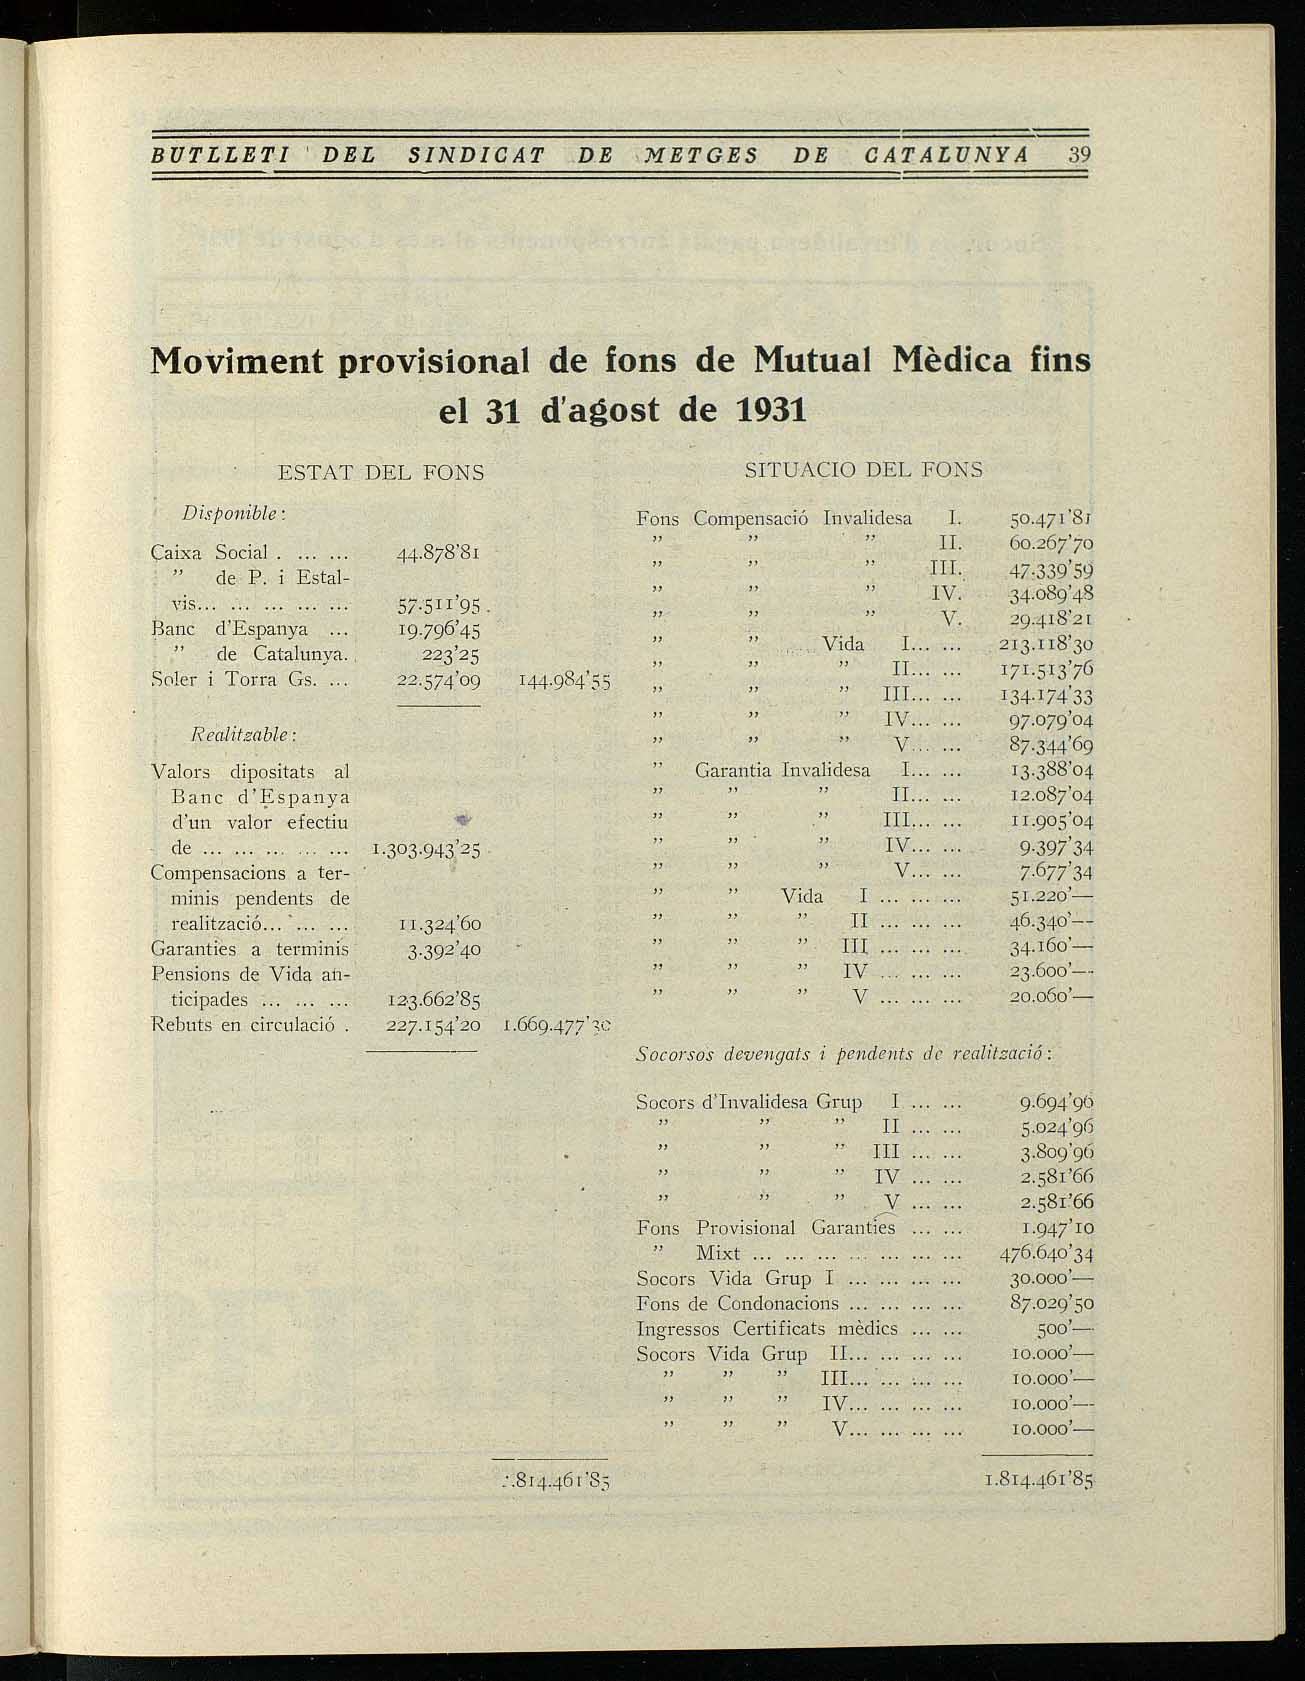 BUTLLETI DEL SINDICAT DE METGES DE CATALUNYA 39
Moviment provisional de fons de Mutual Mèdica fins
el 31 d'agost de 1931
ESTAT DEL FONS
Disponible:
Caixa Social . ... ... 44.878'81
” de P. i Estal-
vis... ... ... ... ... 57.511'95
Banc d'Espanya ... 19.796'45
” de Catalunya. 223'25
Soler i Torra Gs. ... 22.574'09 144.984'55
Realitzable:
Valors dipositats al
Banc d'Espanya
d'un valor efectiu
de ... ... ... ... ... 1.303.943'25
Compensacions a ter-
minis pendents de
realització... ... ... 11.324'60
Garanties a terminis 3.392'40
Pensions de Vida an-
ticipades ... ... ... 123.662'85
Rebuts en circulació . 227.154'20 1.669.477'30
.814.461'85
SITUACIO DEL FONS
Fons Compensació Invalidesa I. 50.471'81
” ” ” II. 60.267'70
” ” ” III. 47.339'59
” ” ” IV. 34.089'48
” ” ” V. 29.418'21
” ” Vida I... ... 213.118'30
” ” ” II... ... 171.513'76
” ” ” III... ... 134.174'33
” ” ” IV... ... 97.079'04
” ” ” V... ... 87.344'69
” Garantia Invalidesa I... ... 13.388'04
” ” ” II... ... 12.087'04
” ” ” III... ... 11.905'04
” ” ” IV... ... 9.397'34
” ” ” V... ... 7.677'34
” ” Vida I ... ... ... 51.220'—
” ” ” II ... ... ... 46.340'—
” ” ” III ... ... ... 34.160'—
” ” ” IV ... ... ... 23.600'—
” ” ” V ... ... ... 20.060'—
Socorsos devengats i pendents de realització:
Socors d'Invalidesa Grup I ... ... 9.694'96
” ” ” II ... ... 5.024'96
” ” ” III ... ... 3.809'96
” ” ” IV ... ... 2.581'66
” ” ” V ... ... 2.581'66
Fons Provisional Garanties ... ... 1.947'10
” Mixt ... ... ... ... ... ... ... 476.640'34
Socors Vida Grup I ... ... ... ... 30.000'—
Fons de Condonacions ... ... ... ... 87.029'50
Ingressos Certificats mèdics ... ... 500'—
Socors Vida Grup II... ... ... ... 10.000'—
” ” ” III... ... ... ... 10.000'—
” ” ” IV... ... ... ... 10.000'—
” ” ” V... ... ... ... 10.000'—
1.814.461'85